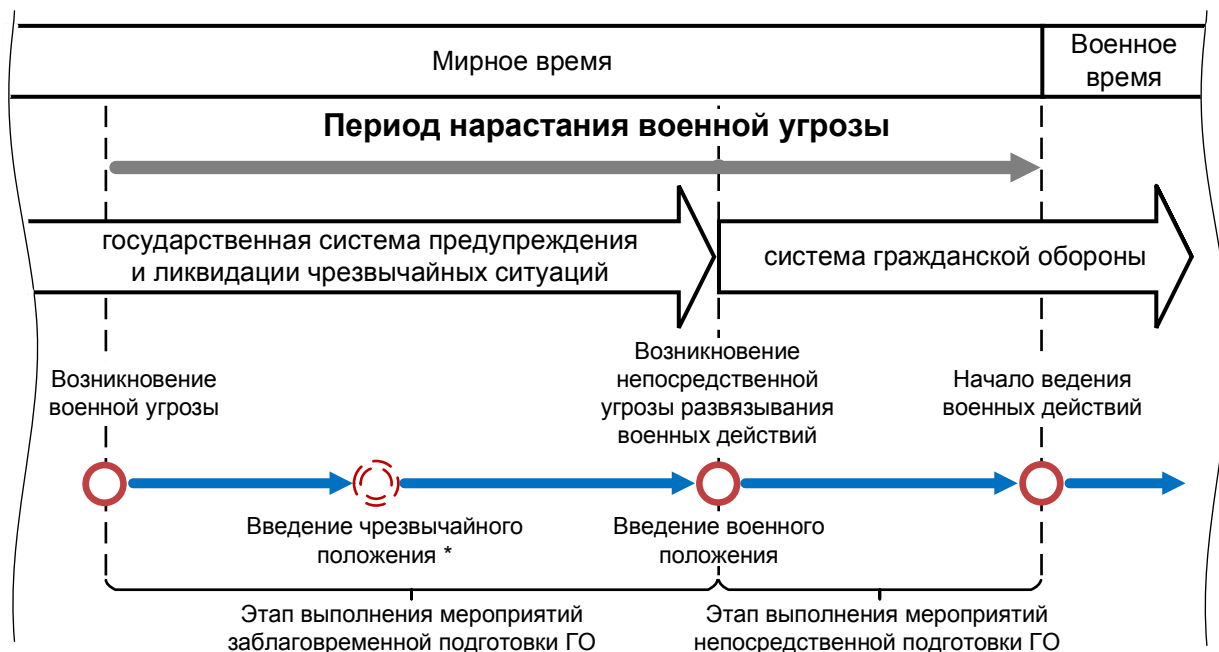 Мирное время
Военное
время
Период нарастания военной угрозы
государственная система предупреждения
и ликвидации чрезвычайных ситуаций
система гражданской обороны
Возникновение
военной угрозы
Возникновение
непосредственной
угрозы развязывания
военных действий
Начало ведения
военных действий
Введение чрезвычайного
положения *
Введение военного
положения
Этап выполнения мероприятий
заблаговременной подготовки ГО
Этап выполнения мероприятий
непосредственной подготовки ГО